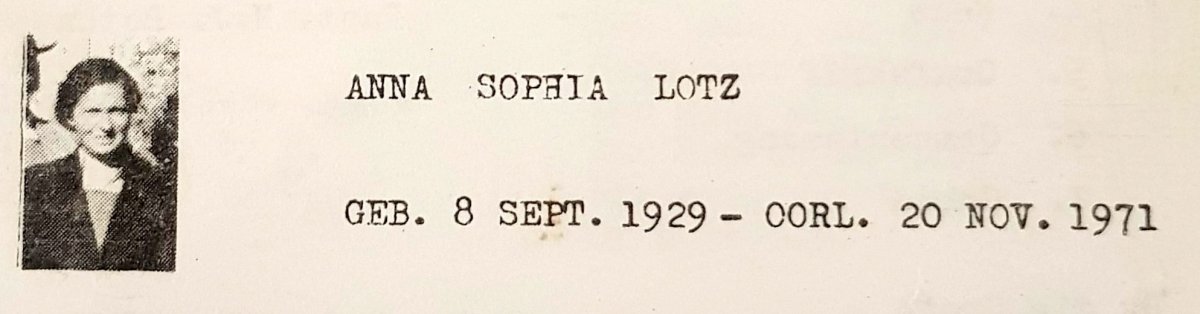 ANNA SOPHIA LOTZ
GEB. 8 SEPT. 1929 - OORL. 20 NOV. 1971